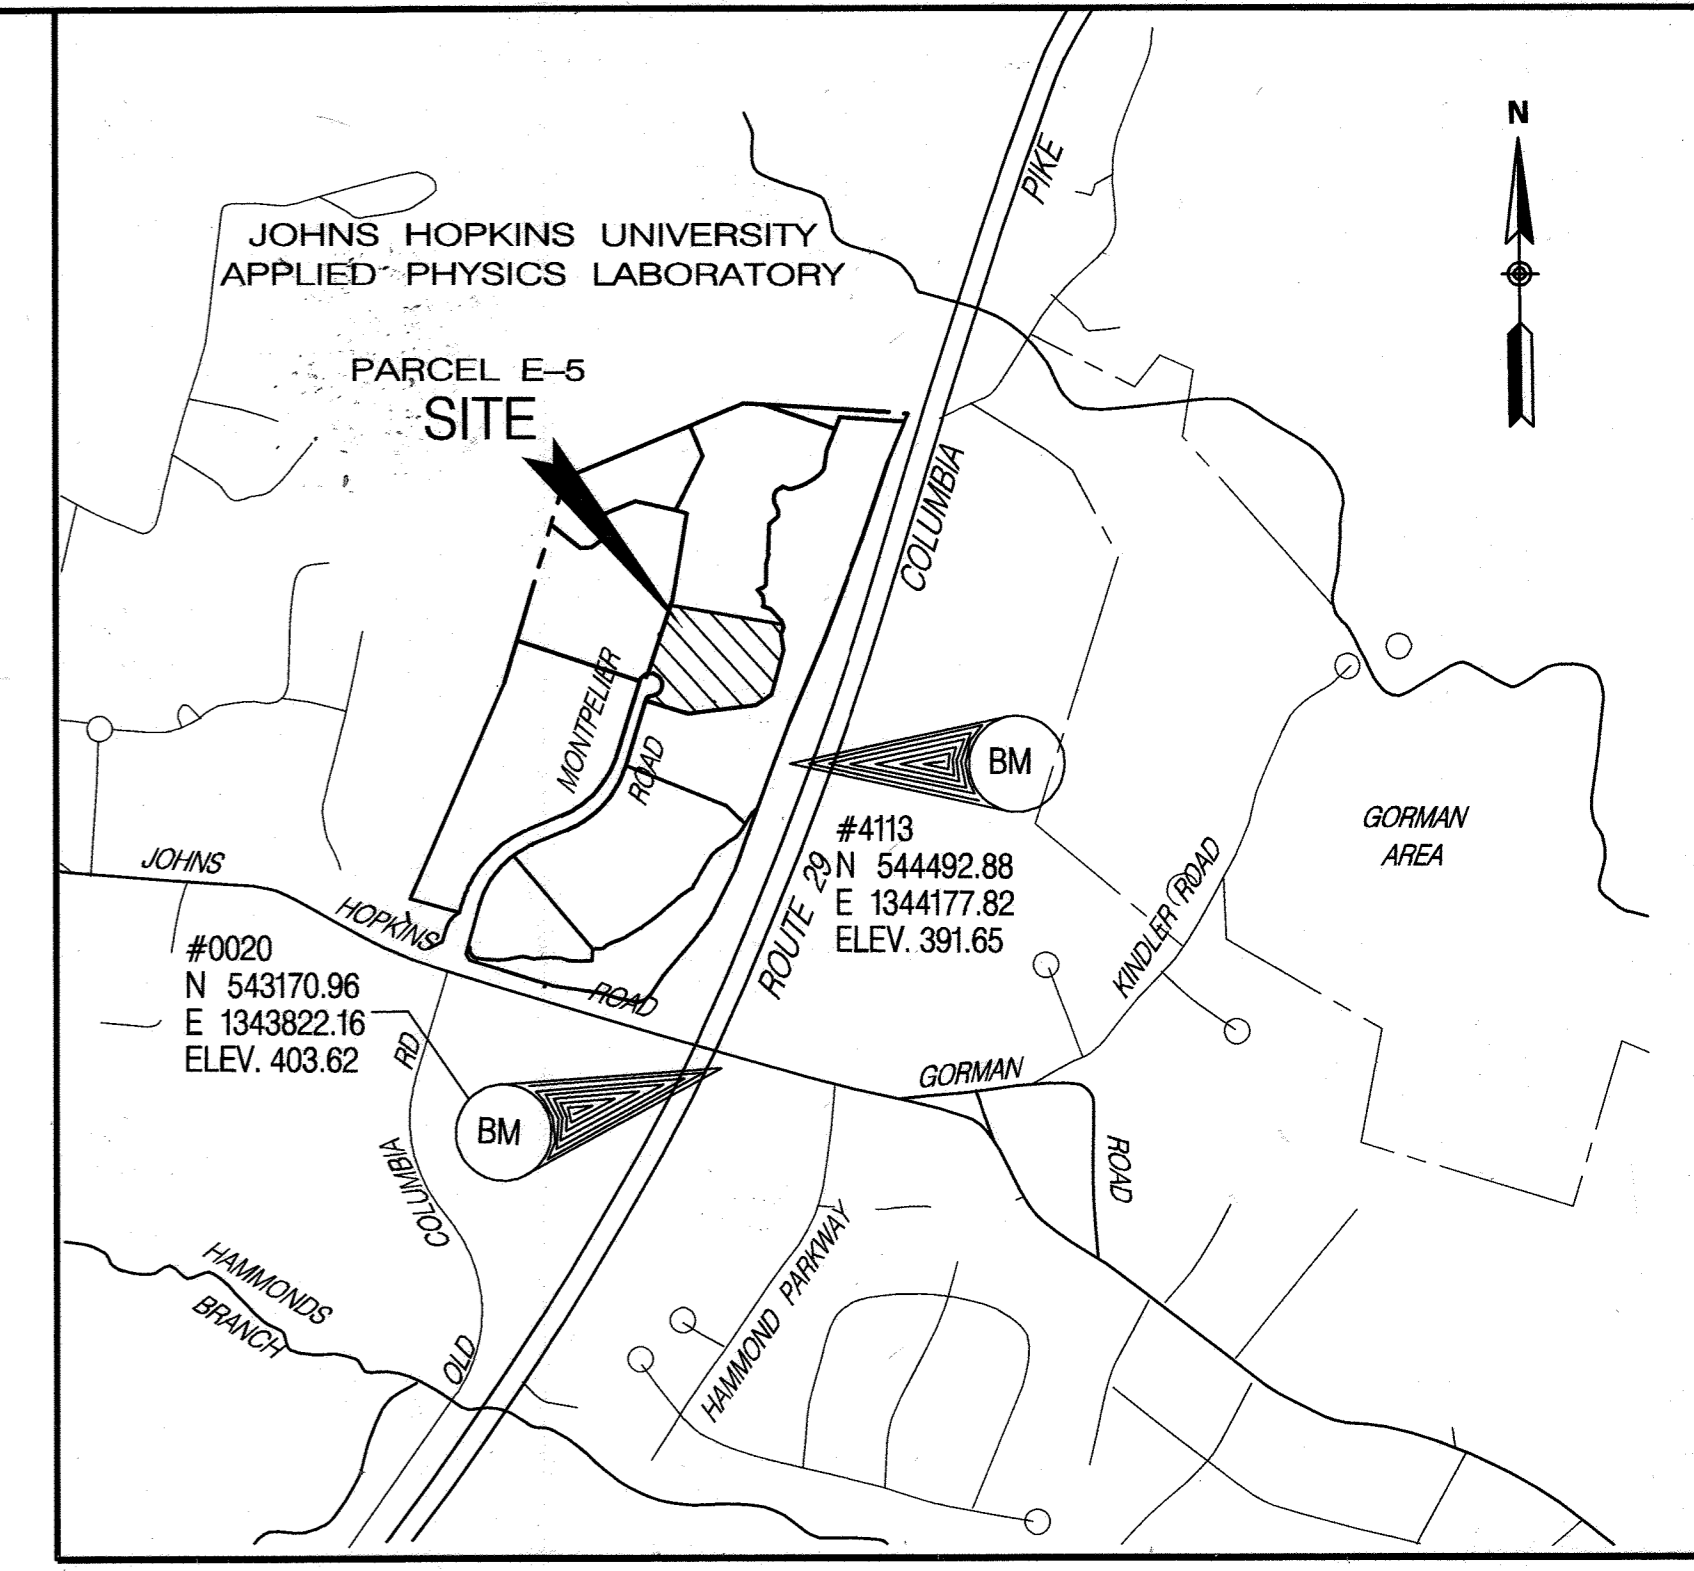 N
PIKE
JOHNS HOPKINS UNIVERSITY
APPLIED PHYSICS LABORATORY
PARCEL E-5
SITE
COLUMBIA
MONTPELIER
ROAD
BM
#4113
N 544492.88
E 1344177.82
ELEV. 391.65
ROUTE 29
GORMAN
AREA
KINDLER ROAD
JOHNS
HOPKINS
ROAD
#0020
N 543170.96
E 1343822.16
ELEV. 403.62
RD
COLUMBIA
OLD
BM
GORMAN
ROAD
HAMMONDS
BRANCH
HAMMOND PARKWAY